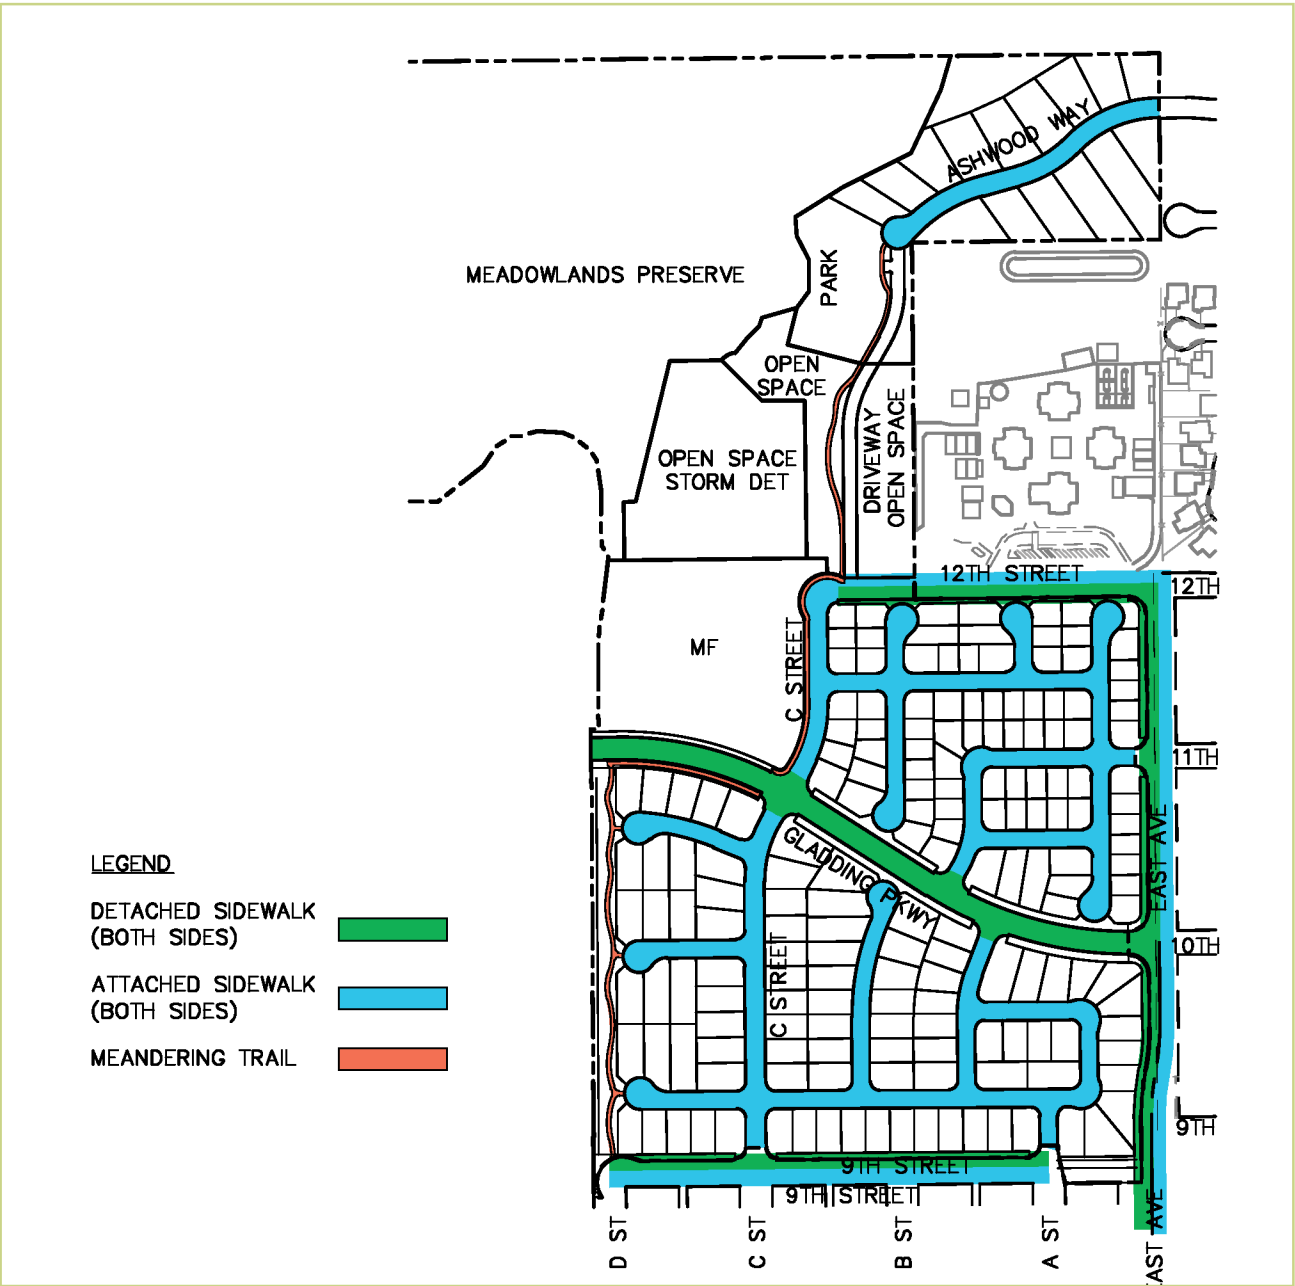 ASHWOOD WAY
MEADOWLANDS PRESERVE
PARK
OPEN
SPACE
OPEN SPACE
STORM DET
DRIVEWAY
OPEN SPACE
12TH STREET
12TH
MF
C STREET
11TH
GLADDING PKWY
EAST AVE
LEGEND
DETACHED SIDEWALK
(BOTH SIDES)
ATTACHED SIDEWALK
(BOTH SIDES)
MEANDERING TRAIL
10TH
C STREET
9TH
9TH STREET
9TH STREET
D ST
C ST
B ST
A ST
EAST AVE